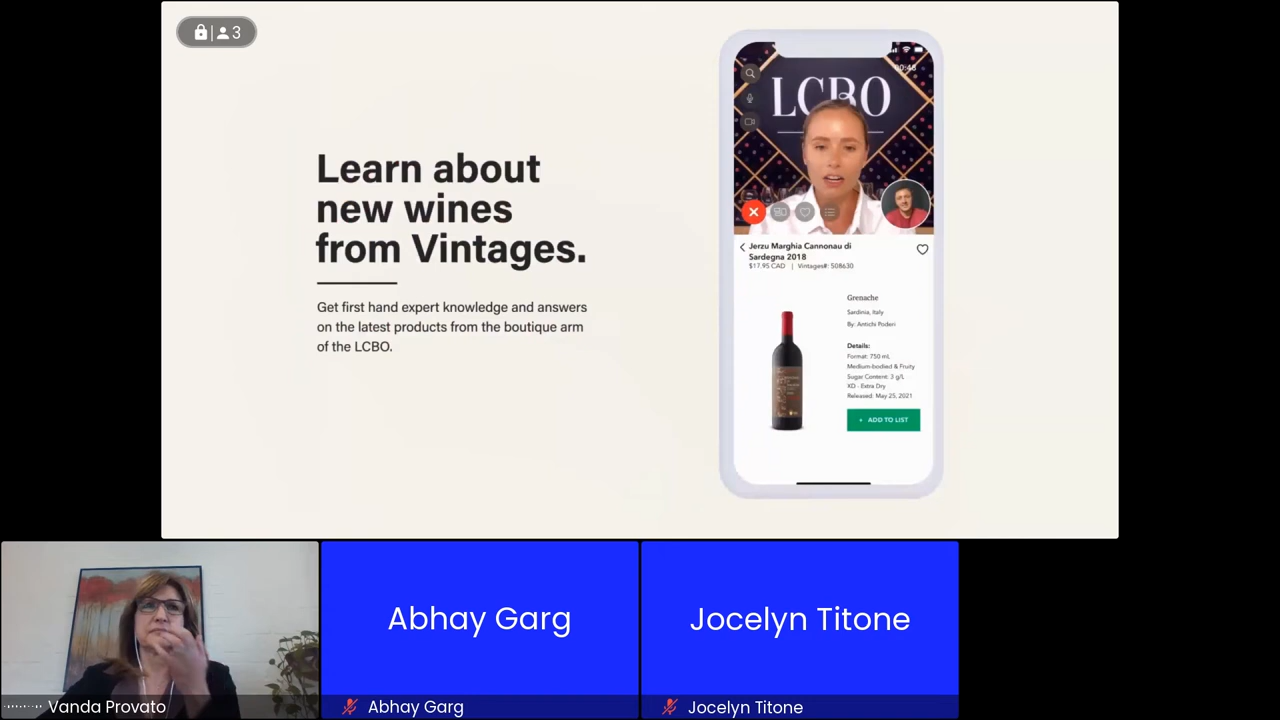 3
Learn about
new wines
from Vintages.
Get first hand expert knowledge and answers
on the latest products from the boutique arm
of the LCBO.
LCBO
Jerzu Marghia Cannonau di
Sardegna 2018
$17.95 CAD | Vintages#: 508630
Grenache
Sardinia, Italy
By: Antichi Poderi
Details:
Format: 750 mL
Medium-bodied & Fruity
Sugar Content: 3 g/L
XD - Extra Dry
Released: May 25, 2021
+ ADD TO LIST
Abhay Garg
Jocelyn Titone
Vanda Provato
Abhay Garg
Jocelyn Titone